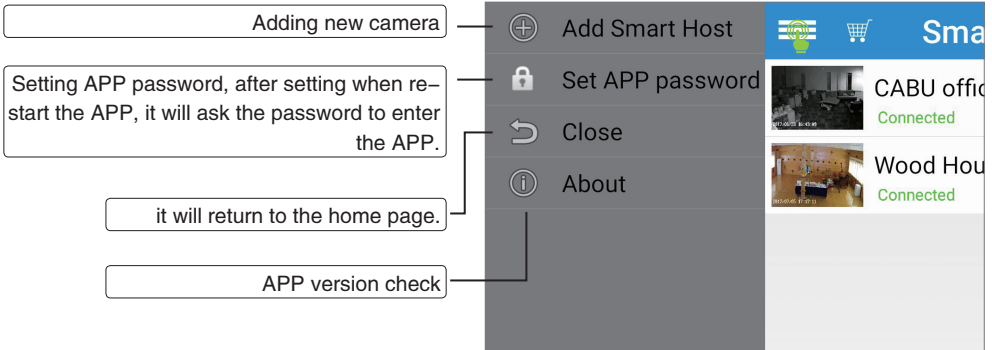 Adding new camera
Setting APP password, after setting when re-
start the APP, it will ask the password to enter
the APP.
it will return to the home page.
APP version check
Add Smart Host
Set APP password
Close
About
Sma
CABU offic
Connected
Wood Hou
Connected